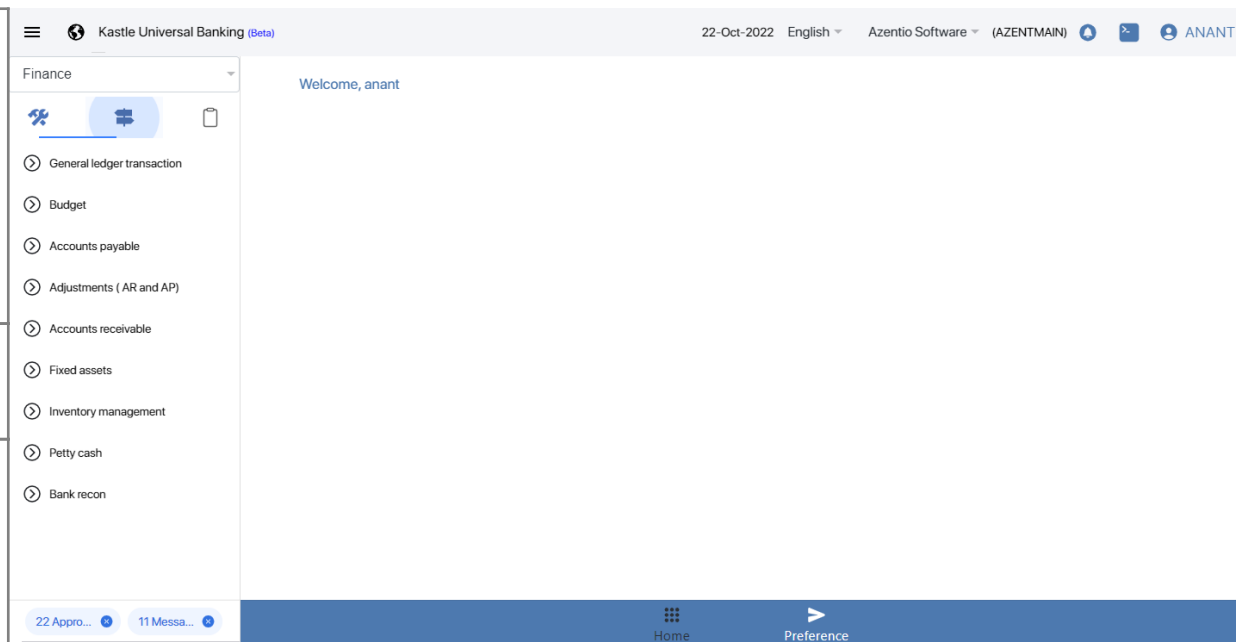 Kastle Universal Banking (Beta)
22-Oct-2022 English Azentio Software (AZENTMAIN) ANANT
Finance
Welcome, anant
General ledger transaction
Budget
Accounts payable
Adjustments ( AR and AP)
Accounts receivable
Fixed assets
Inventory management
Petty cash
Bank recon
22 Appro... 11 Messa...
Home Preference